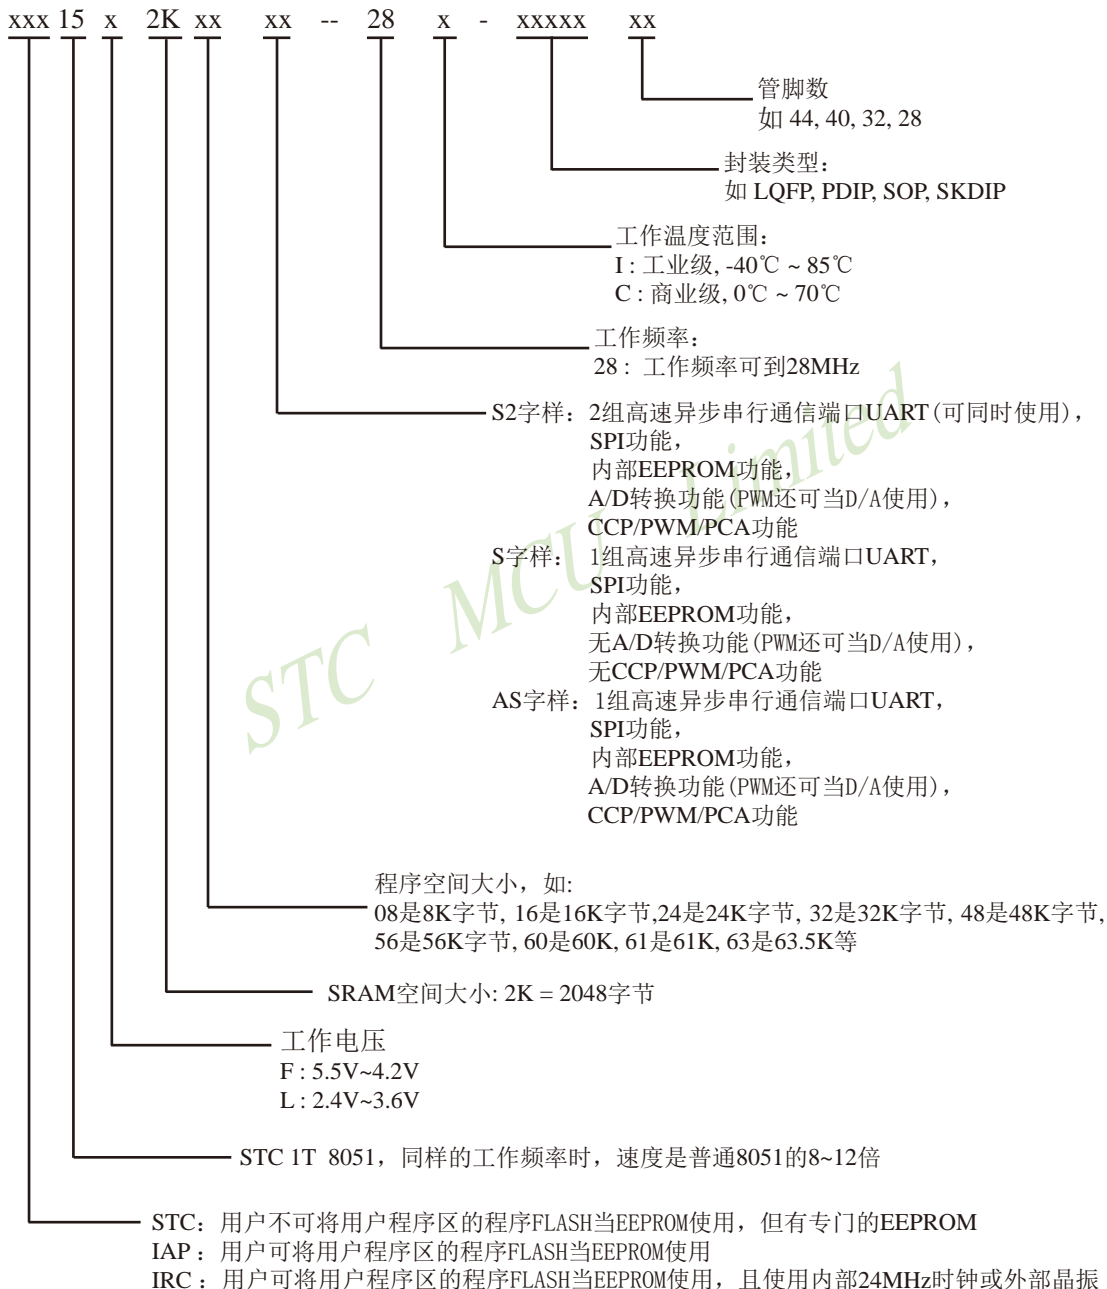 xxx 15 x 2K xx xx -- 28 x - xxxxx xx
管脚数
如 44, 40, 32, 28
封装类型：
如 LQFP, PDIP, SOP, SKDIP
工作温度范围：
I : 工业级, -40℃ ~ 85℃
C : 商业级, 0℃ ~ 70℃
工作频率：
28 : 工作频率可到28MHz
S2字样：2组高速异步串行通信端口UART(可同时使用)，
SPI功能，
内部EEPROM功能，
A/D转换功能(PWM还可当D/A使用)，
CCP/PWM/PCA功能
S字样： 1组高速异步串行通信端口UART，
SPI功能，
内部EEPROM功能，
无A/D转换功能(PWM还可当D/A使用)，
无CCP/PWM/PCA功能
AS字样：1组高速异步串行通信端口UART，
SPI功能，
内部EEPROM功能，
A/D转换功能(PWM还可当D/A使用)，
CCP/PWM/PCA功能
STC MCU Limited
程序空间大小，如:
08是8K字节, 16是16K字节,24是24K字节, 32是32K字节, 48是48K字节,
56是56K字节, 60是60K, 61是61K, 63是63.5K等
SRAM空间大小: 2K = 2048字节
工作电压
F : 5.5V~4.2V
L : 2.4V~3.6V
STC 1T 8051，同样的工作频率时，速度是普通8051的8~12倍
STC：用户不可将用户程序区的程序FLASH当EEPROM使用，但有专门的EEPROM
IAP：用户可将用户程序区的程序FLASH当EEPROM使用
IRC：用户可将用户程序区的程序FLASH当EEPROM使用，且使用内部24MHz时钟或外部晶振